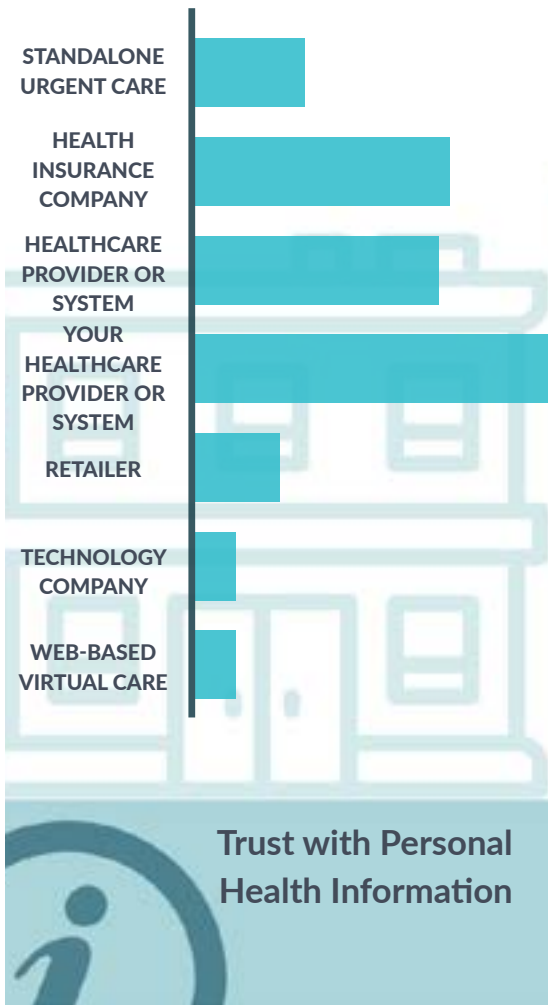 STANDALONE
URGENT CARE
HEALTH
INSURANCE
COMPANY
HEALTHCARE
PROVIDER OR
SYSTEM
YOUR
HEALTHCARE
PROVIDER OR
SYSTEM
RETAILER
TECHNOLOGY
COMPANY
WEB-BASED
VIRTUAL CARE
Trust with Personal
Health Information